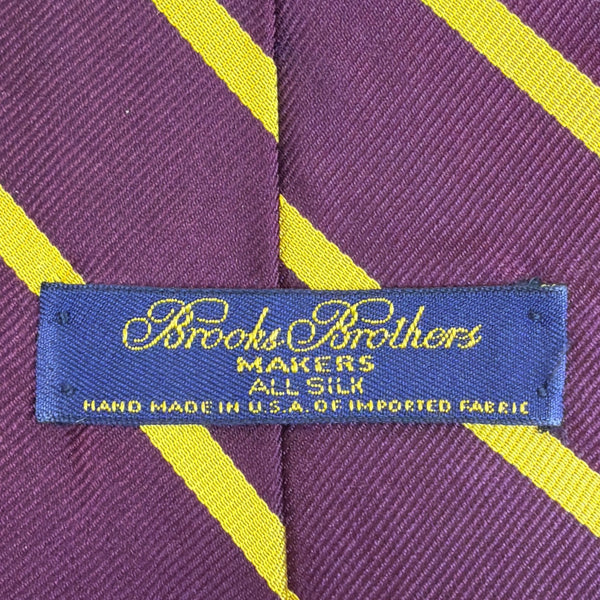 Brooks Brothers
MAKERS
ALL SILK
HAND MADE IN U.S.A. OF IMPORTED FABRIC